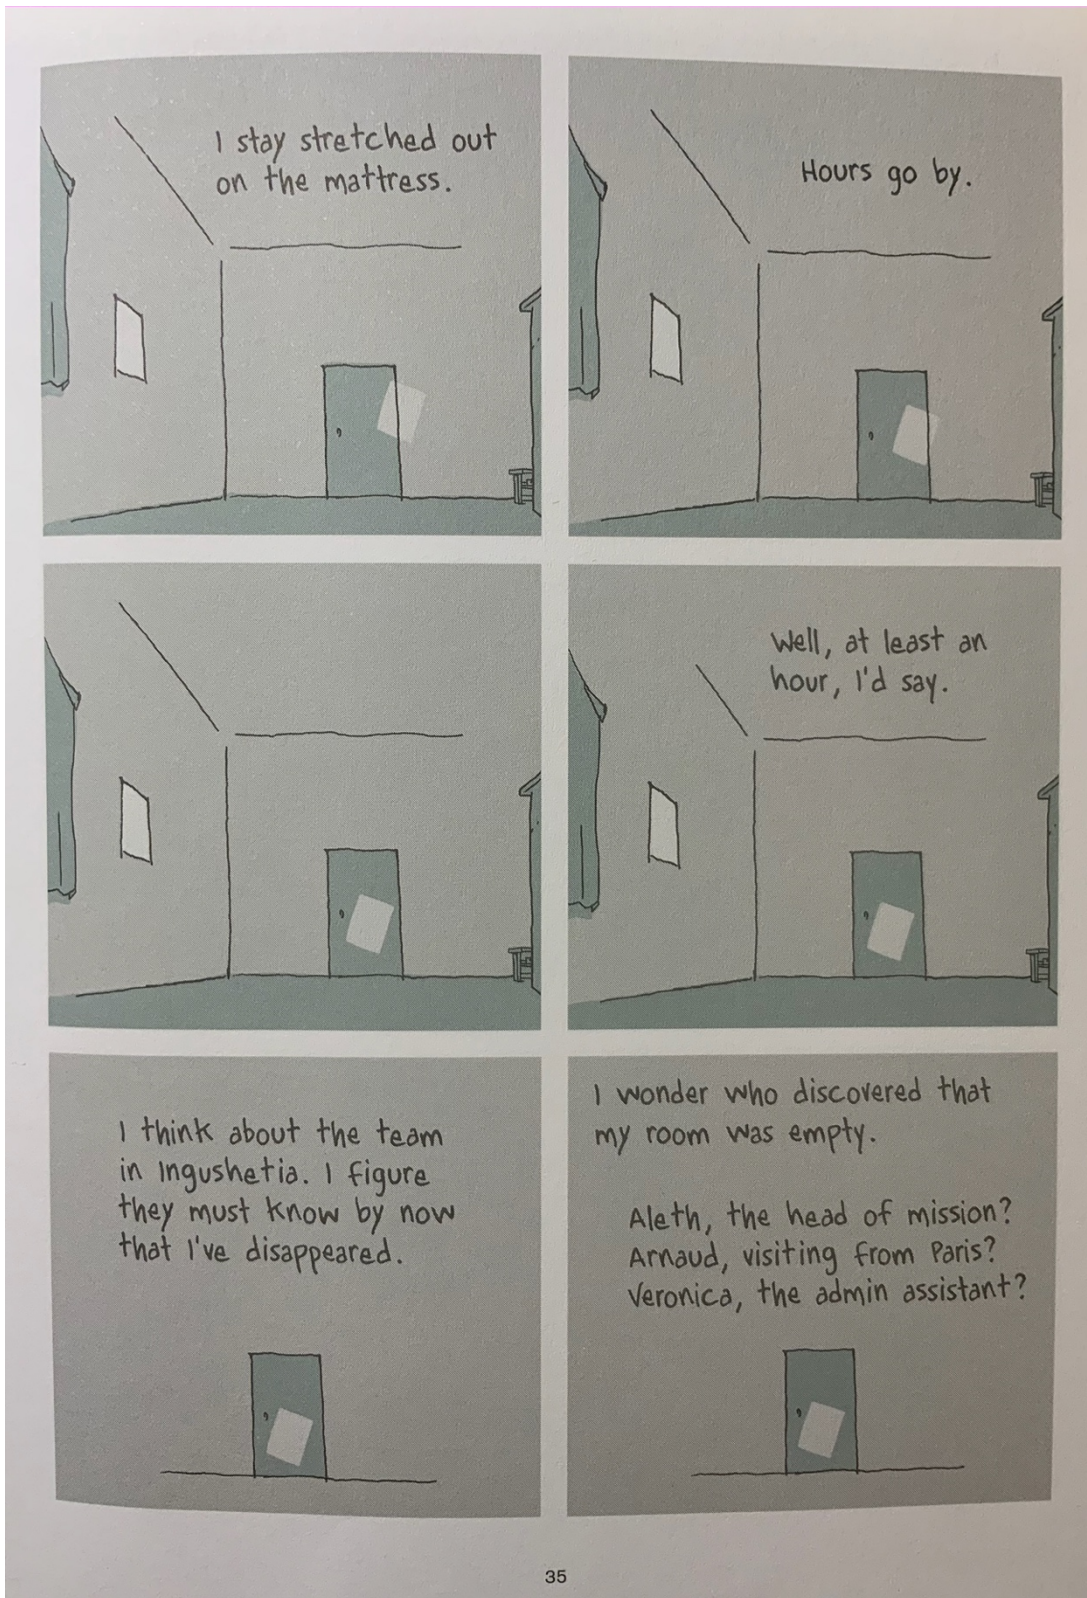 I stay stretched out
on the mattress.
Hours go by.
Well, at least an
hour, I'd say.
I think about the team
in Ingushetia. I figure
they must know by now
that I've disappeared.
I wonder who discovered that
my room was empty.
Aleth, the head of mission?
Arnaud, visiting from Paris?
Veronica, the admin assistant?
35